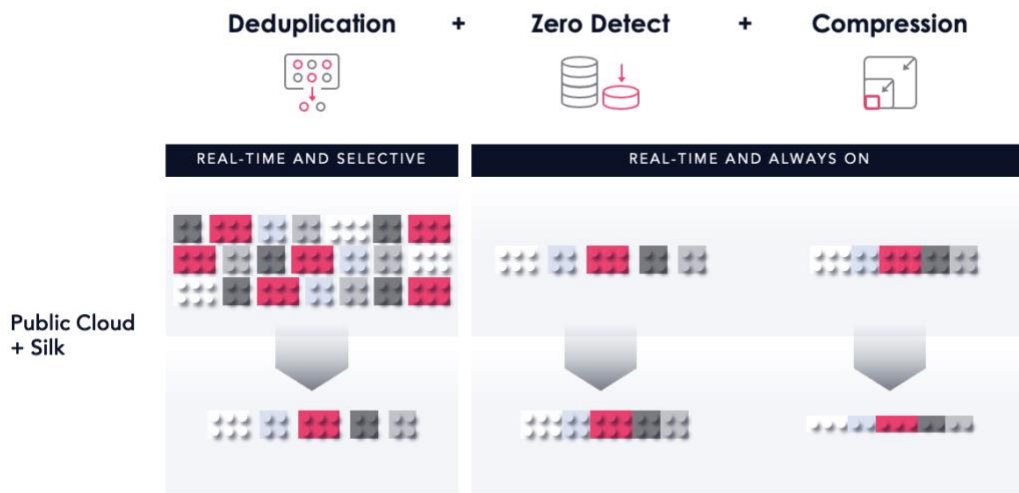 Deduplication + Zero Detect + Compression
REAL-TIME AND SELECTIVE
REAL-TIME AND ALWAYS ON
Public Cloud
+ Silk